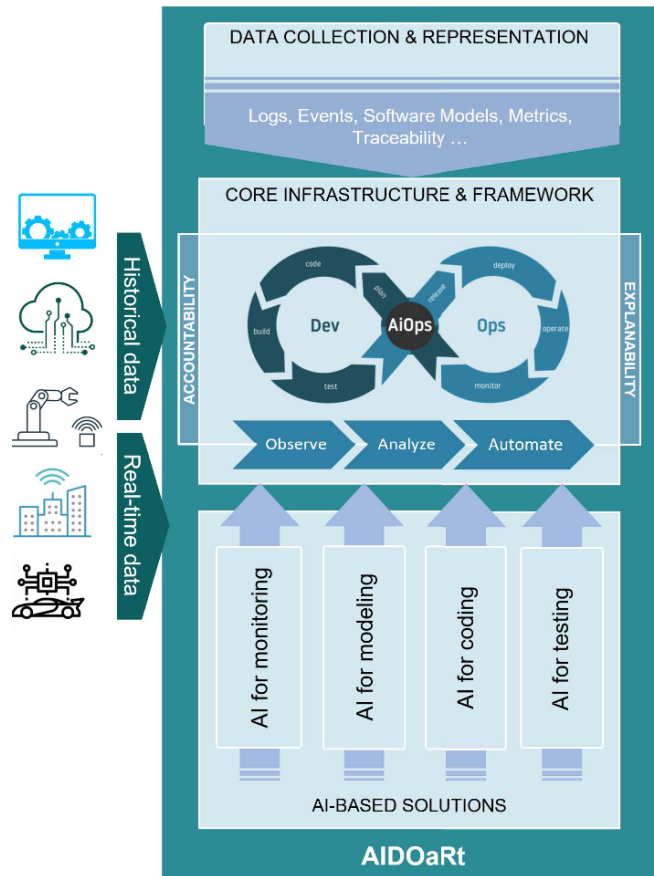 DATA COLLECTION & REPRESENTATION
Logs, Events, Software Models, Metrics,
Traceability ...
CORE INFRASTRUCTURE & FRAMEWORK
Historical data
Real-time data
ACCOUNTABILITY
EXPLANABILITY
code
plan
build
test
Dev
AiOps
release
deploy
Ops
operate
monitor
Observe
Analyze
Automate
AI for monitoring
AI for modeling
AI for coding
AI for testing
AI-BASED SOLUTIONS
AIDOaRt